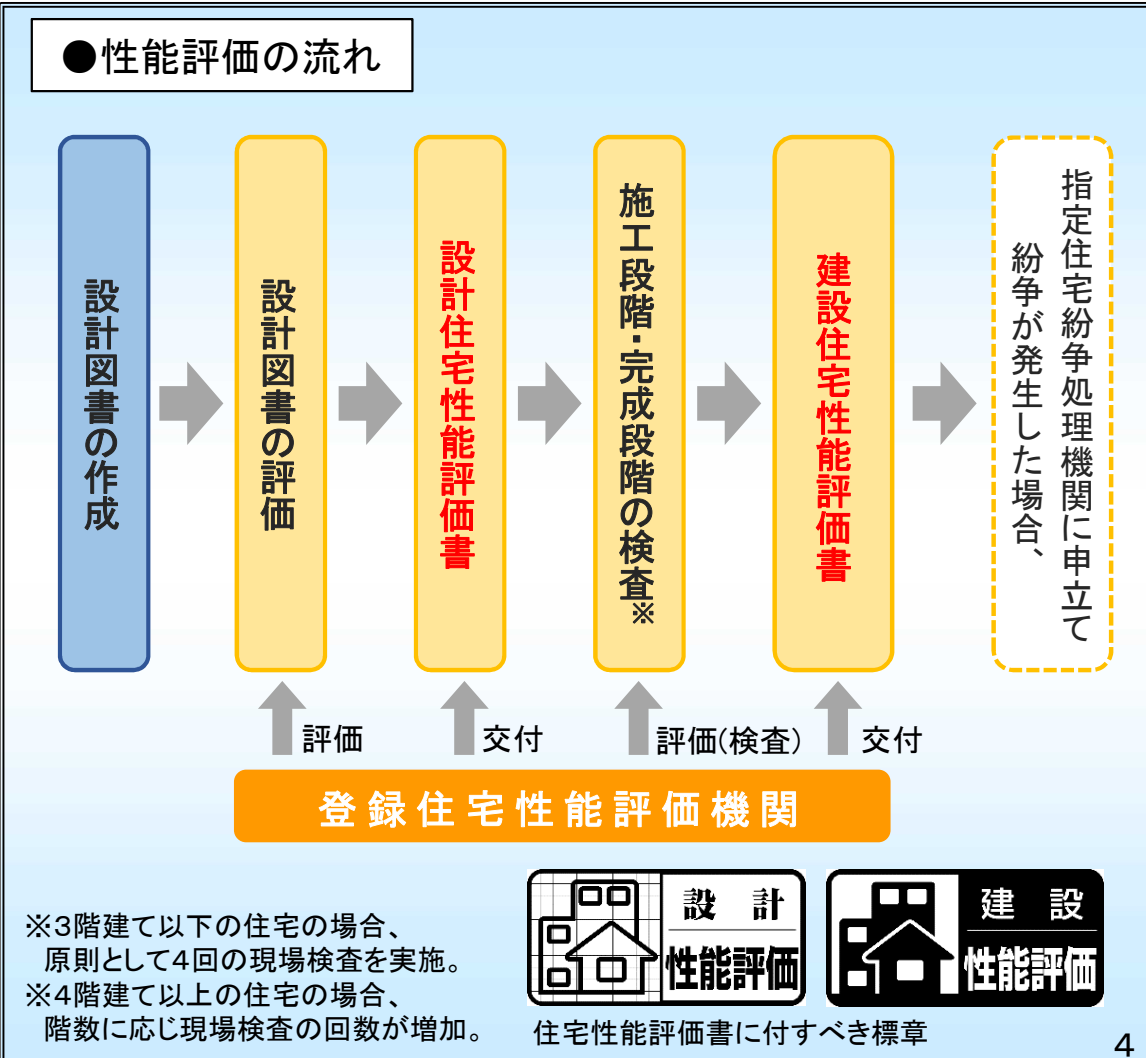 ●性能評価の流れ
設計図書の作成
設計図書の評価
設計住宅性能評価書
施工段階・完成段階の検査※
建設住宅性能評価書
紛争が発生した場合、
指定住宅紛争処理機関に申立て
評価
交付
評価(検査)
交付
登録住宅性能評価機関
※3階建て以下の住宅の場合、
原則として4回の現場検査を実施。
※4階建て以上の住宅の場合、
階数に応じ現場検査の回数が増加。
設計
性能評価
建設
性能評価
住宅性能評価書に付すべき標章
4